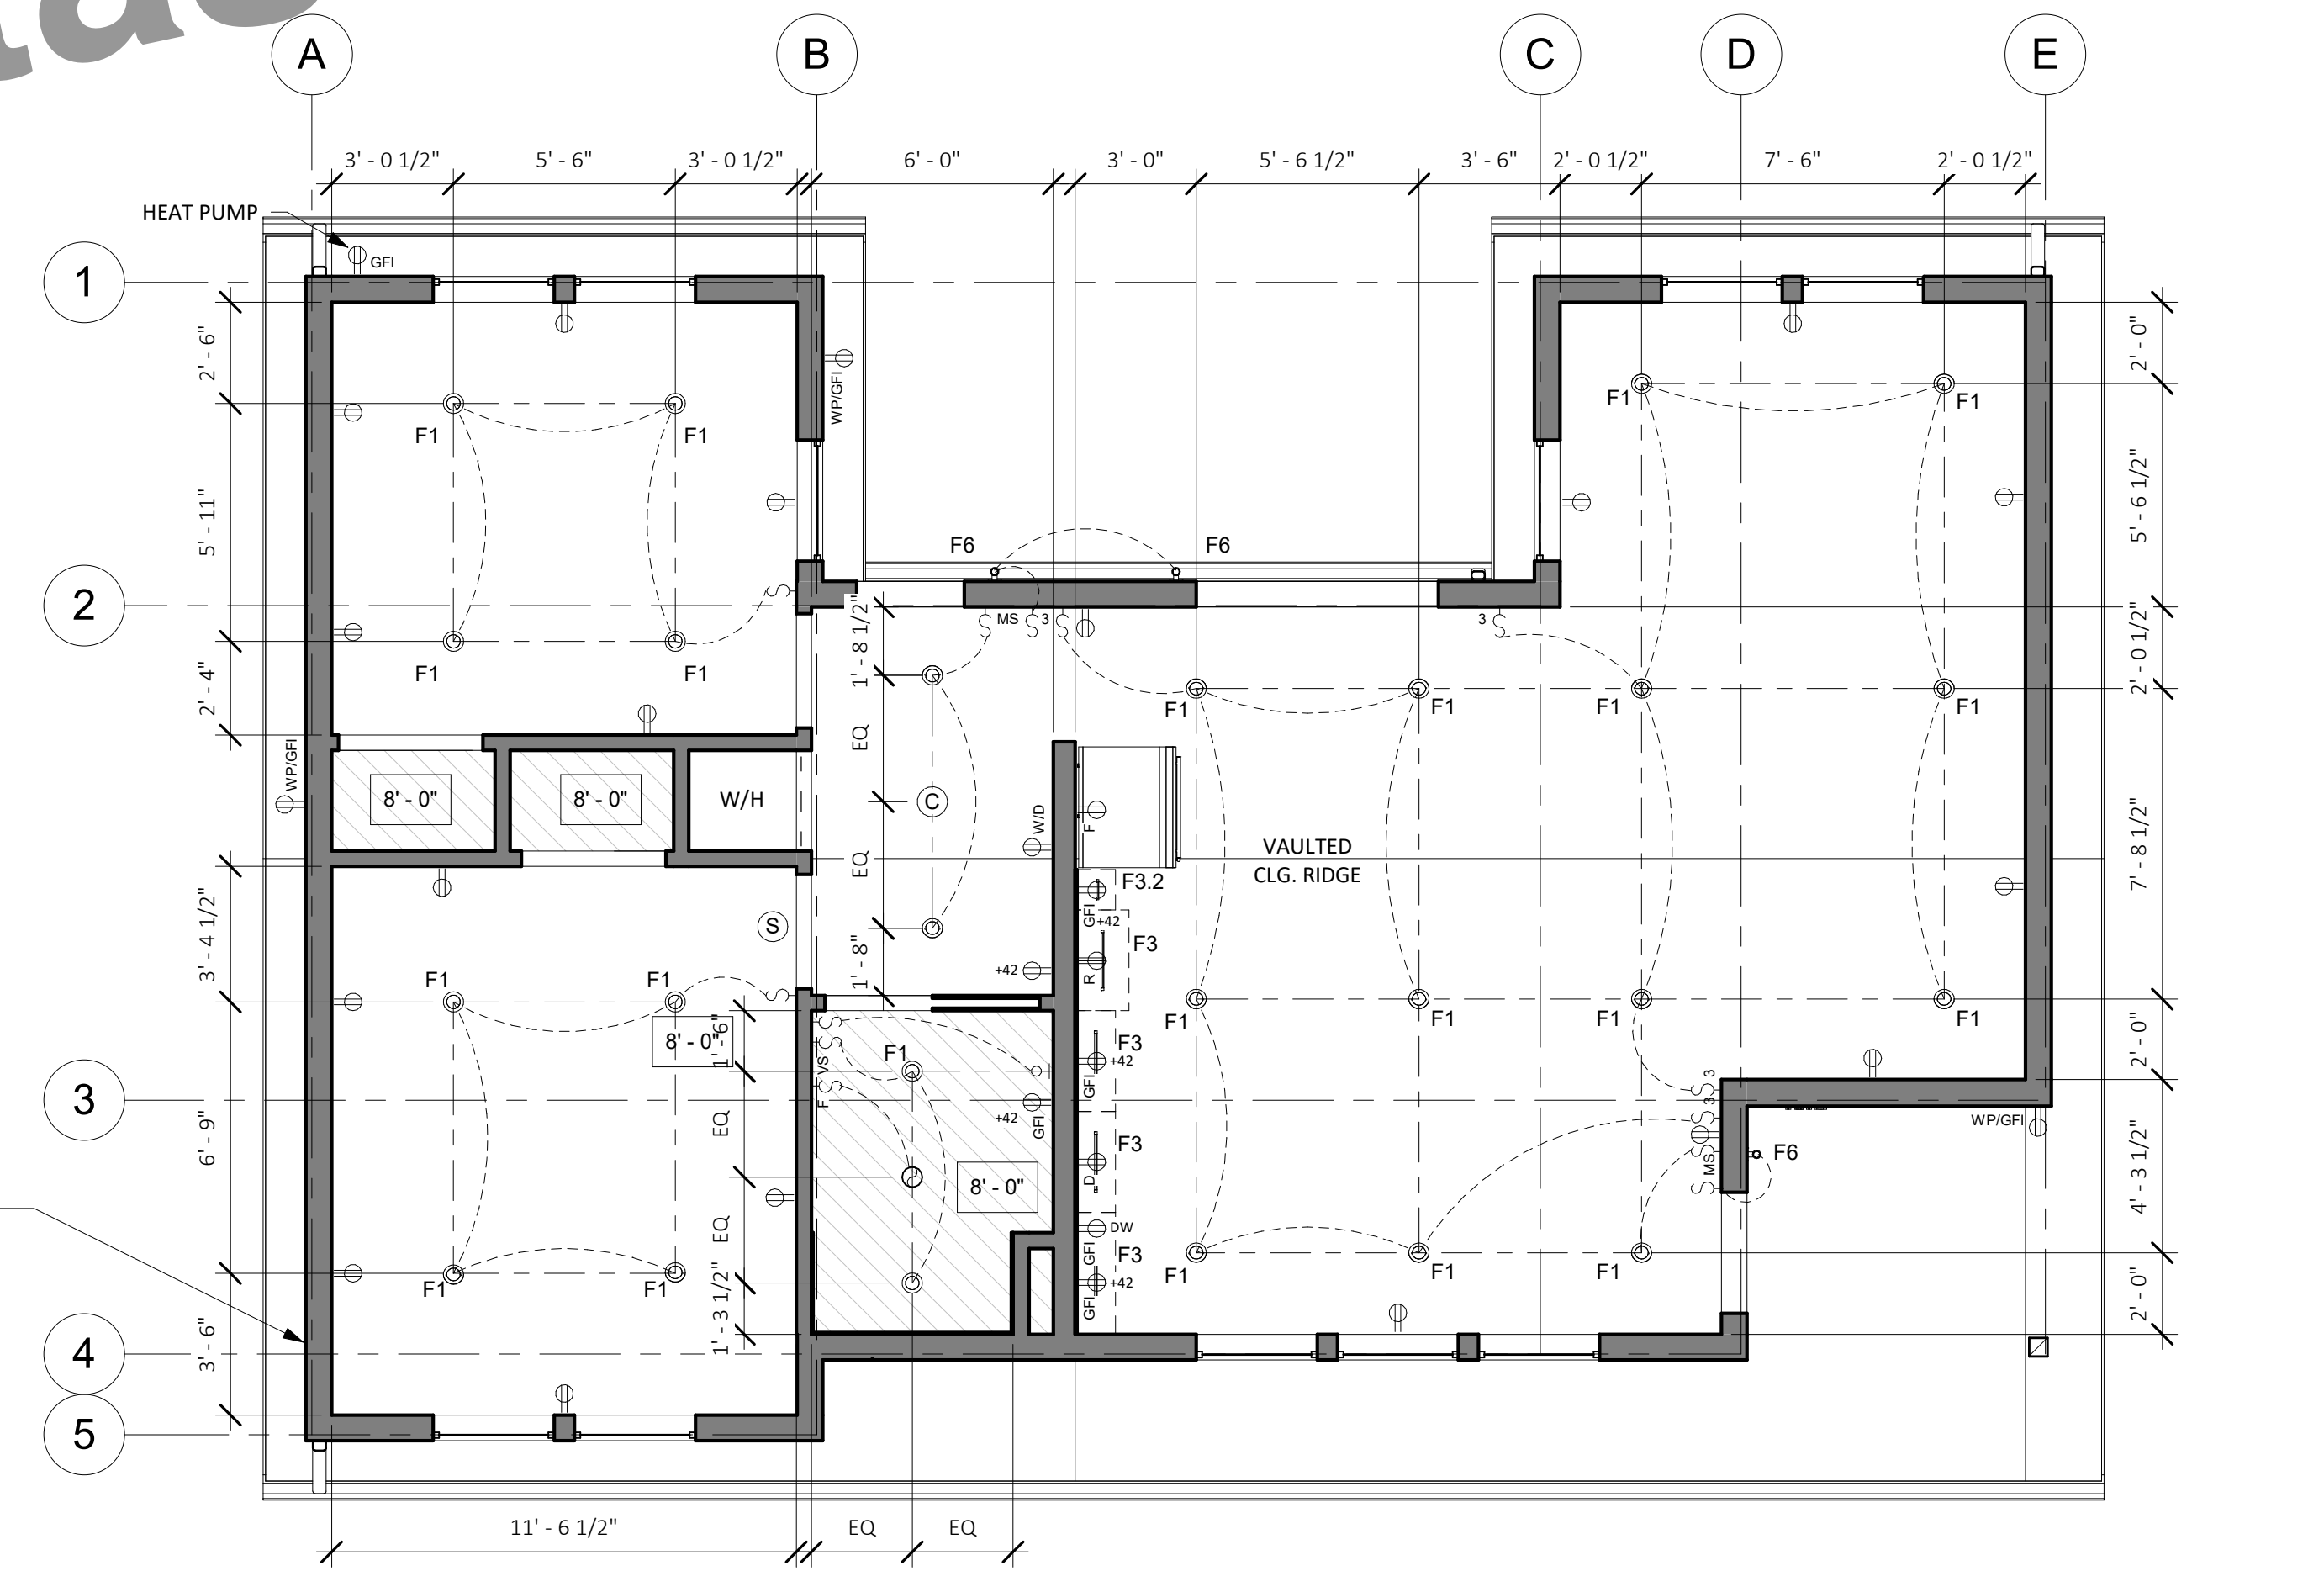 A
B
C
D
E
3' - 0 1/2"
5' - 6"
3' - 0 1/2"
6' - 0"
3' - 0"
5' - 6 1/2"
3' - 6"
2' - 0 1/2"
7' - 6"
2' - 0 1/2"
HEAT PUMP
GFI
1
2
3
4
5
2' - 6"
5' - 11"
2' - 4"
3' - 4 1/2"
6' - 9"
3' - 6"
WP/GFI
F1
F1
F1
F1
WP/GFI
8' - 0"
8' - 0"
W/H
S
F1
F1
8' - 0"
F1
F1
F6
F6
MS
3
3
1' - 8 1/2"
EQ
C
EQ
1' - 8"
W/D
+42
1' - 6"
VS
F
F1
+42
GFI
EQ
EQ
8' - 0"
1' - 3 1/2"
F
F3.2
GFI
+42
F3
R
F3
+42
GFI
F3
D
DW
GFI
F3
+42
GFI
VAULTED
CLG. RIDGE
F1
F1
F1
F1
F1
F1
F1
F1
F1
F1
F1
F1
F1
3
3
MS
F6
WP/GFI
2' - 0"
5' - 6 1/2"
2' - 0 1/2"
7' - 8 1/2"
2' - 0"
4' - 3 1/2"
2' - 0"
11' - 6 1/2"
EQ
EQ